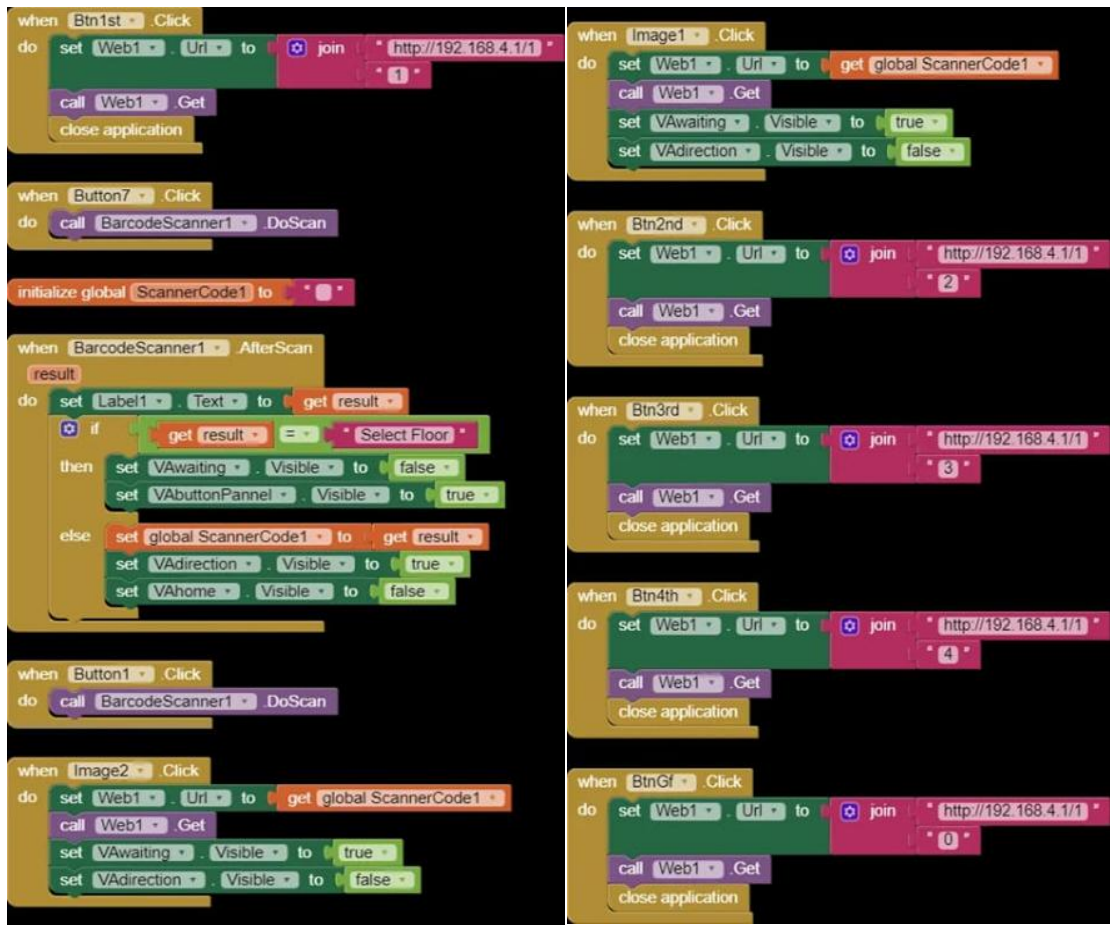 when Btn1st .Click
do set Web1 . Url to join " http://192.168.4.1/1 "
" 1 "
call Web1 .Get
close application
when Button7 .Click
do call BarcodeScanner1 .DoScan
initialize global ScannerCode1 to " "
when BarcodeScanner1 .AfterScan
result
do set Label1 . Text to get result
if get result = " Select Floor "
then set VAwaiting . Visible to false
set VAbuttonPannel . Visible to true
else set global ScannerCode1 to get result
set VAdirection . Visible to true
set VAhome . Visible to false
when Button1 .Click
do call BarcodeScanner1 .DoScan
when Image2 .Click
do set Web1 . Url to get global ScannerCode1
call Web1 .Get
set VAwaiting . Visible to true
set VAdirection . Visible to false
when Image1 .Click
do set Web1 . Url to get global ScannerCode1
call Web1 .Get
set VAwaiting . Visible to true
set VAdirection . Visible to false
when Btn2nd .Click
do set Web1 . Url to join " http://192.168.4.1/1 "
" 2 "
call Web1 .Get
close application
when Btn3rd .Click
do set Web1 . Url to join " http://192.168.4.1/1 "
" 3 "
call Web1 .Get
close application
when Btn4th .Click
do set Web1 . Url to join " http://192.168.4.1/1 "
" 4 "
call Web1 .Get
close application
when BtnGf .Click
do set Web1 . Url to join " http://192.168.4.1/1 "
" 0 "
call Web1 .Get
close application